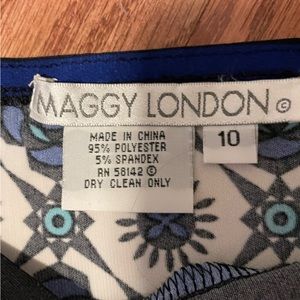 MAGGY LONDON ©
MADE IN CHINA
95% POLYESTER
5% SPANDEX
RN 58142 ©
DRY CLEAN ONLY
10